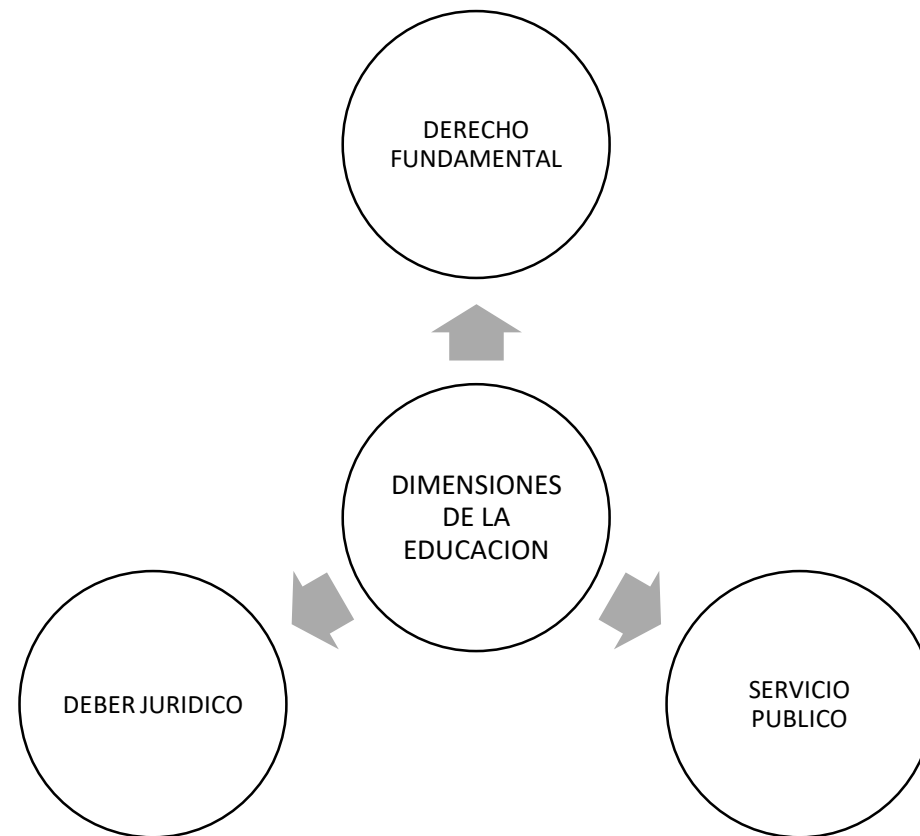 DERECHO
FUNDAMENTAL
DIMENSIONES
DE LA
EDUCACION
DEBER JURIDICO
SERVICIO
PUBLICO